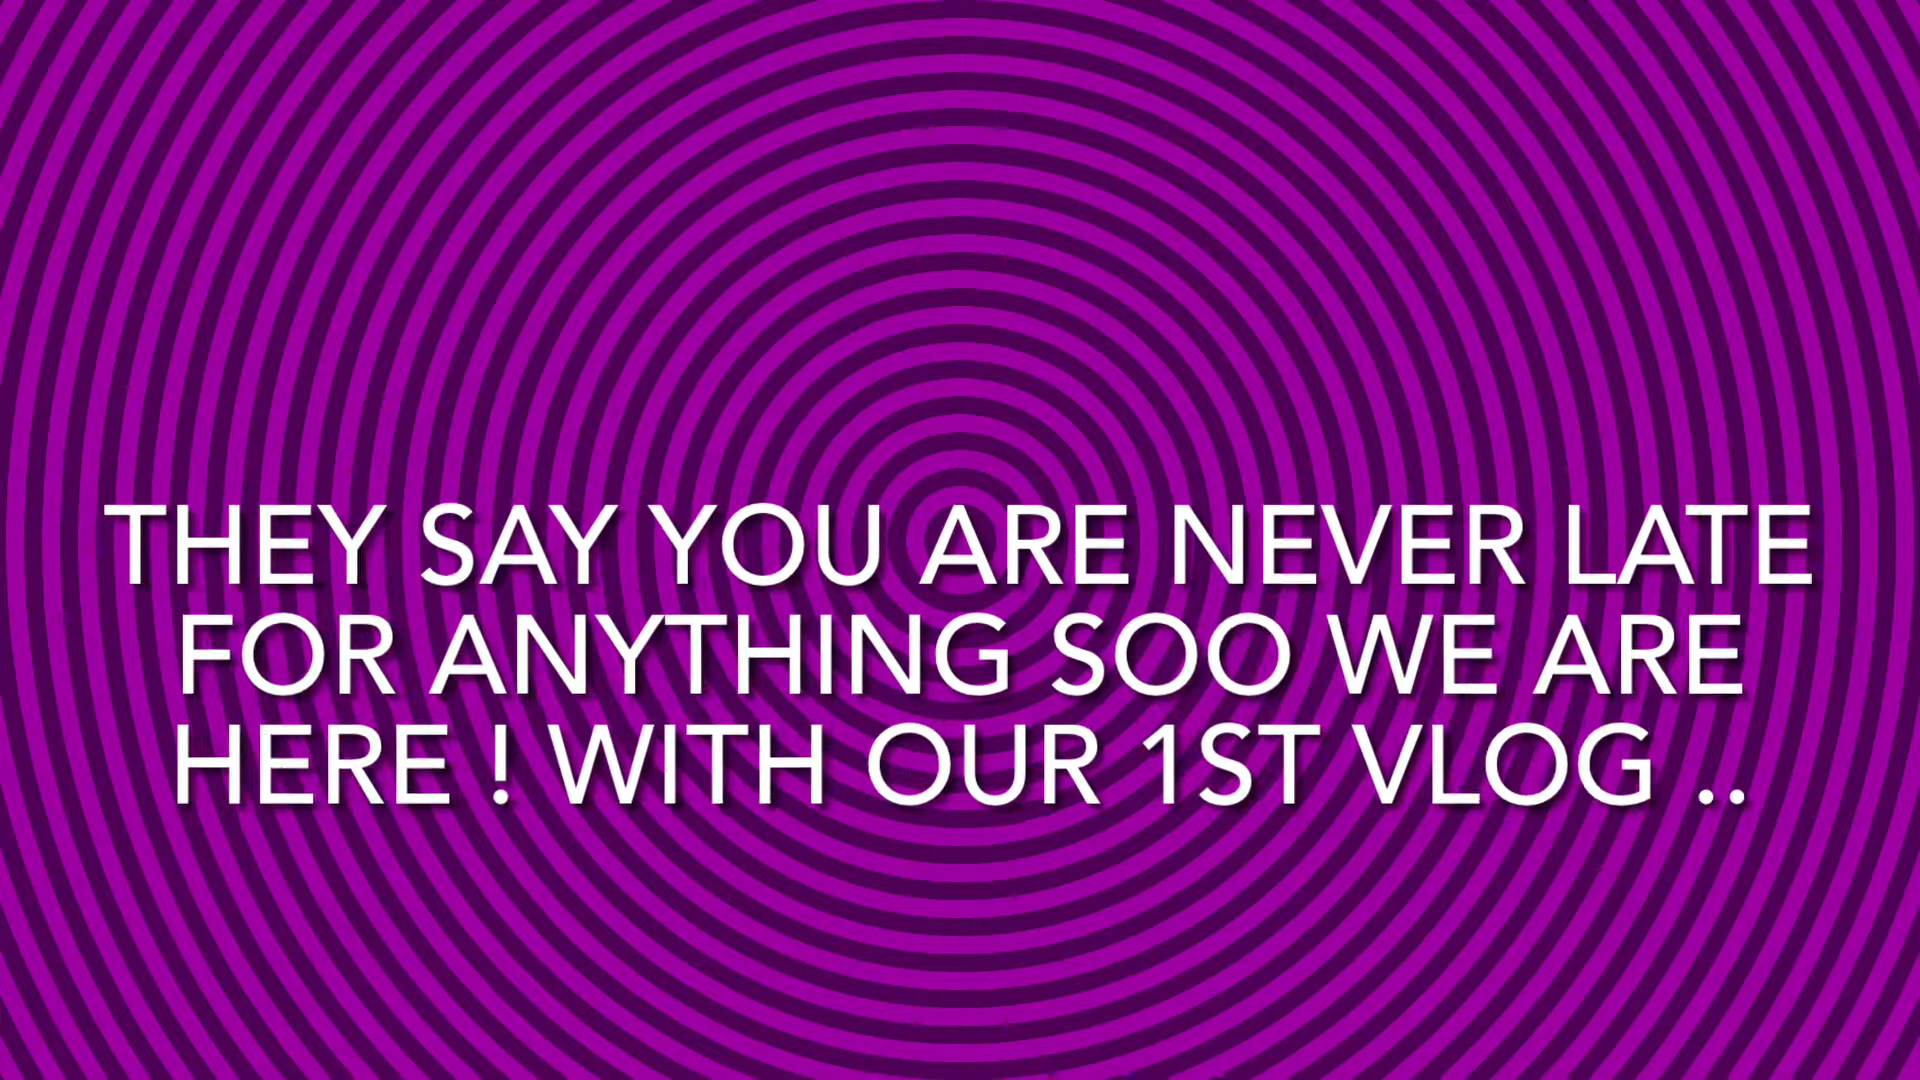 THEY SAY YOU ARE NEVER LATE
FOR ANYTHING SOO WE ARE
HERE ! WITH OUR 1ST VLOG ..